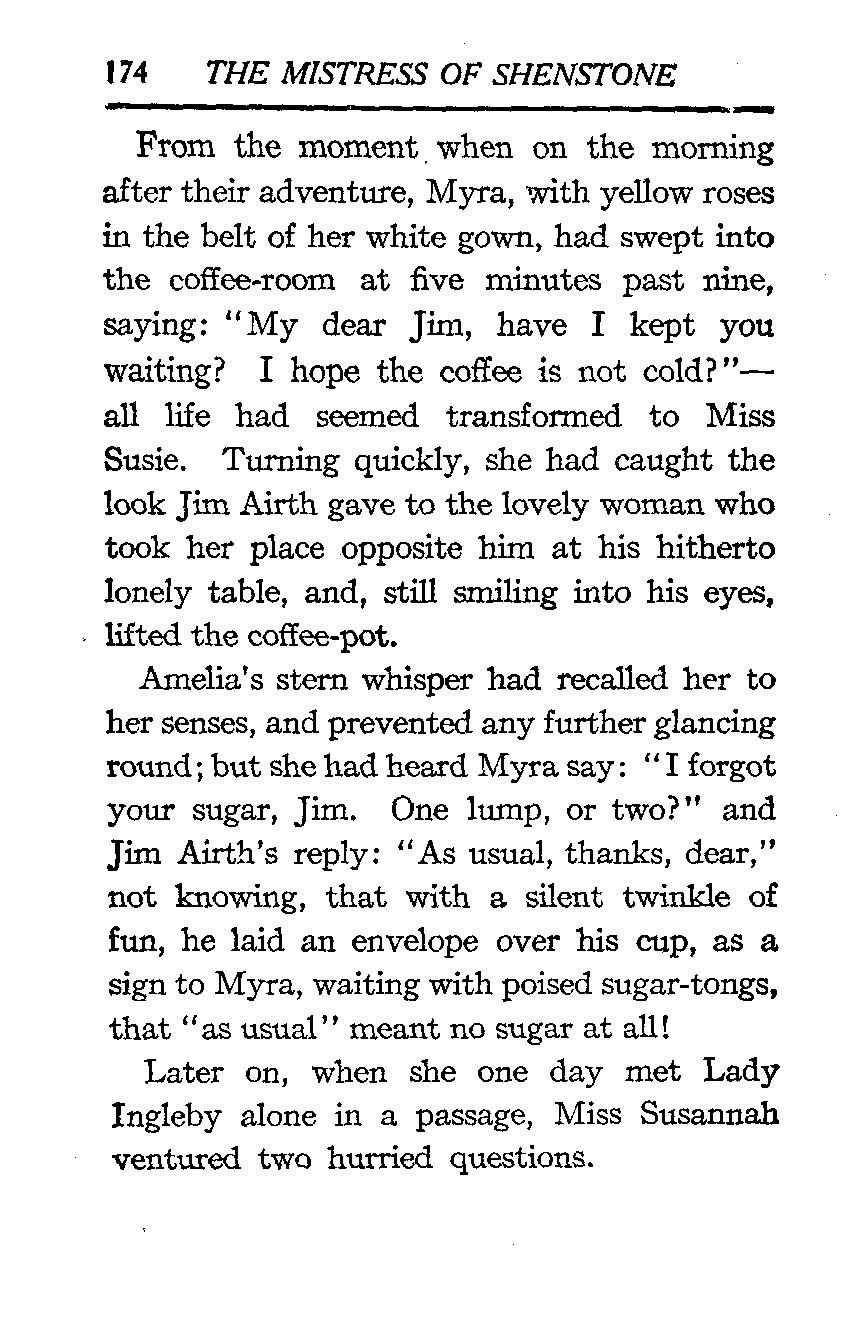 174 THE MISTRESS OF SHENSTONE
From the moment when on the morning
after their adventure, Myra, with yellow roses
in the belt of her white gown, had swept into
the coffee-room at five minutes past nine,
saying: "My dear Jim, have I kept you
waiting? I hope the coffee is not cold?"—
all life had seemed transformed to Miss
Susie. Turning quickly, she had caught the
look Jim Airth gave to the lovely woman who
took her place opposite him at his hitherto
lonely table, and, still smiling into his eyes,
lifted the coffee-pot.
Amelia's stern whisper had recalled her to
her senses, and prevented any further glancing
round; but she had heard Myra say: "I forgot
your sugar, Jim. One lump, or two?" and
Jim Airth's reply: "As usual, thanks, dear,"
not knowing, that with a silent twinkle of
fun, he laid an envelope over his cup, as a
sign to Myra, waiting with poised sugar-tongs,
that "as usual" meant no sugar at all!
Later on, when she one day met Lady
Ingleby alone in a passage, Miss Susannah
ventured two hurried questions.